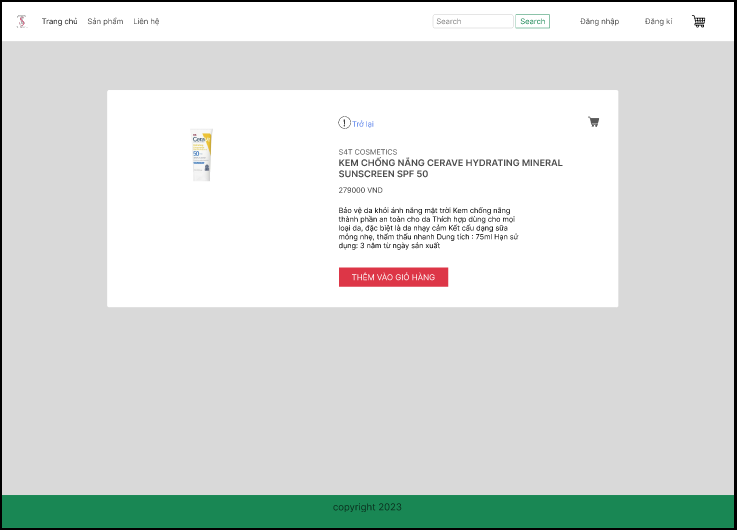 Trang chủ Sản phẩm Liên hệ Search Search Đăng nhập Đăng kí
Trở lại
S4T COSMETICS
KEM CHỐNG NẮNG CERAVE HYDRATING MINERAL
SUNSCREEN SPF 50
279000 VND
Bảo vệ da khỏi ánh nắng mặt trời Kem chống nắng
thành phần an toàn cho da Thích hợp dùng cho mọi
loại da, đặc biệt là da nhạy cảm Kết cấu dạng sữa
mỏng nhẹ, thẩm thấu nhanh Dung tích : 75ml Hạn sử
dụng: 3 năm từ ngày sản xuất
THÊM VÀO GIỎ HÀNG
copyright 2023